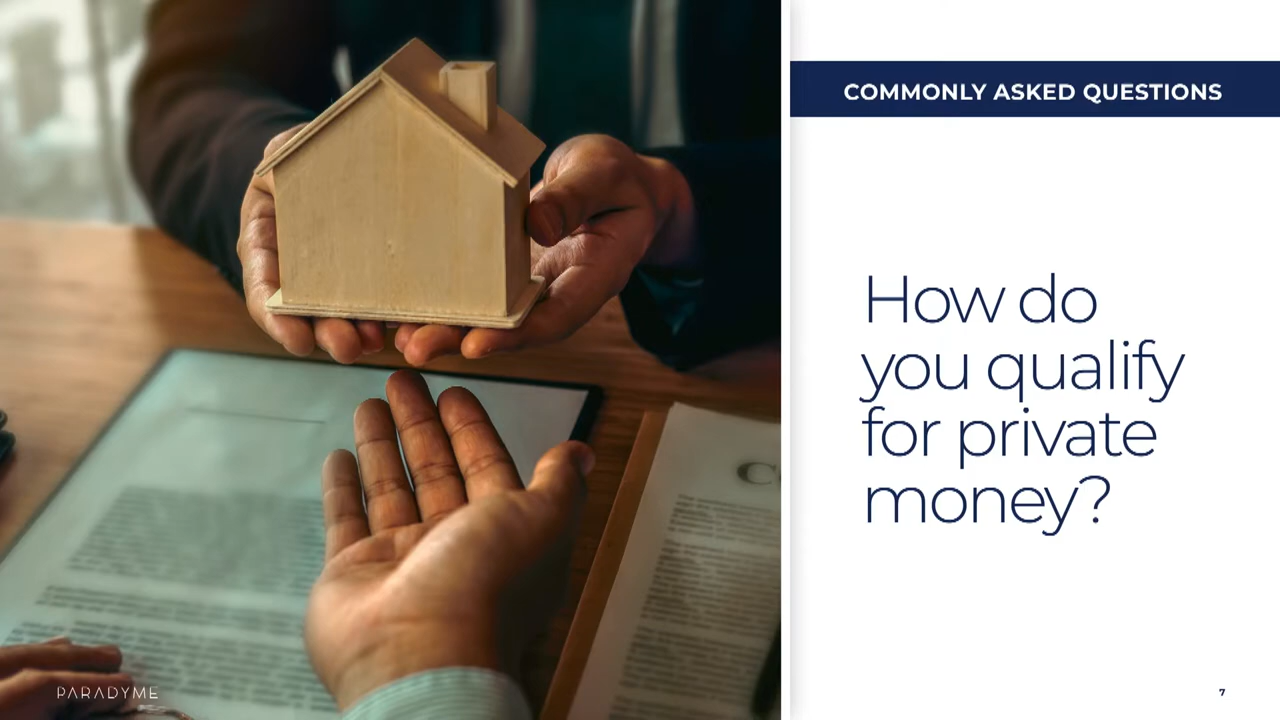 COMMONLY ASKED QUESTIONS
How do
you qualify
for private
money?
PARADYME
7